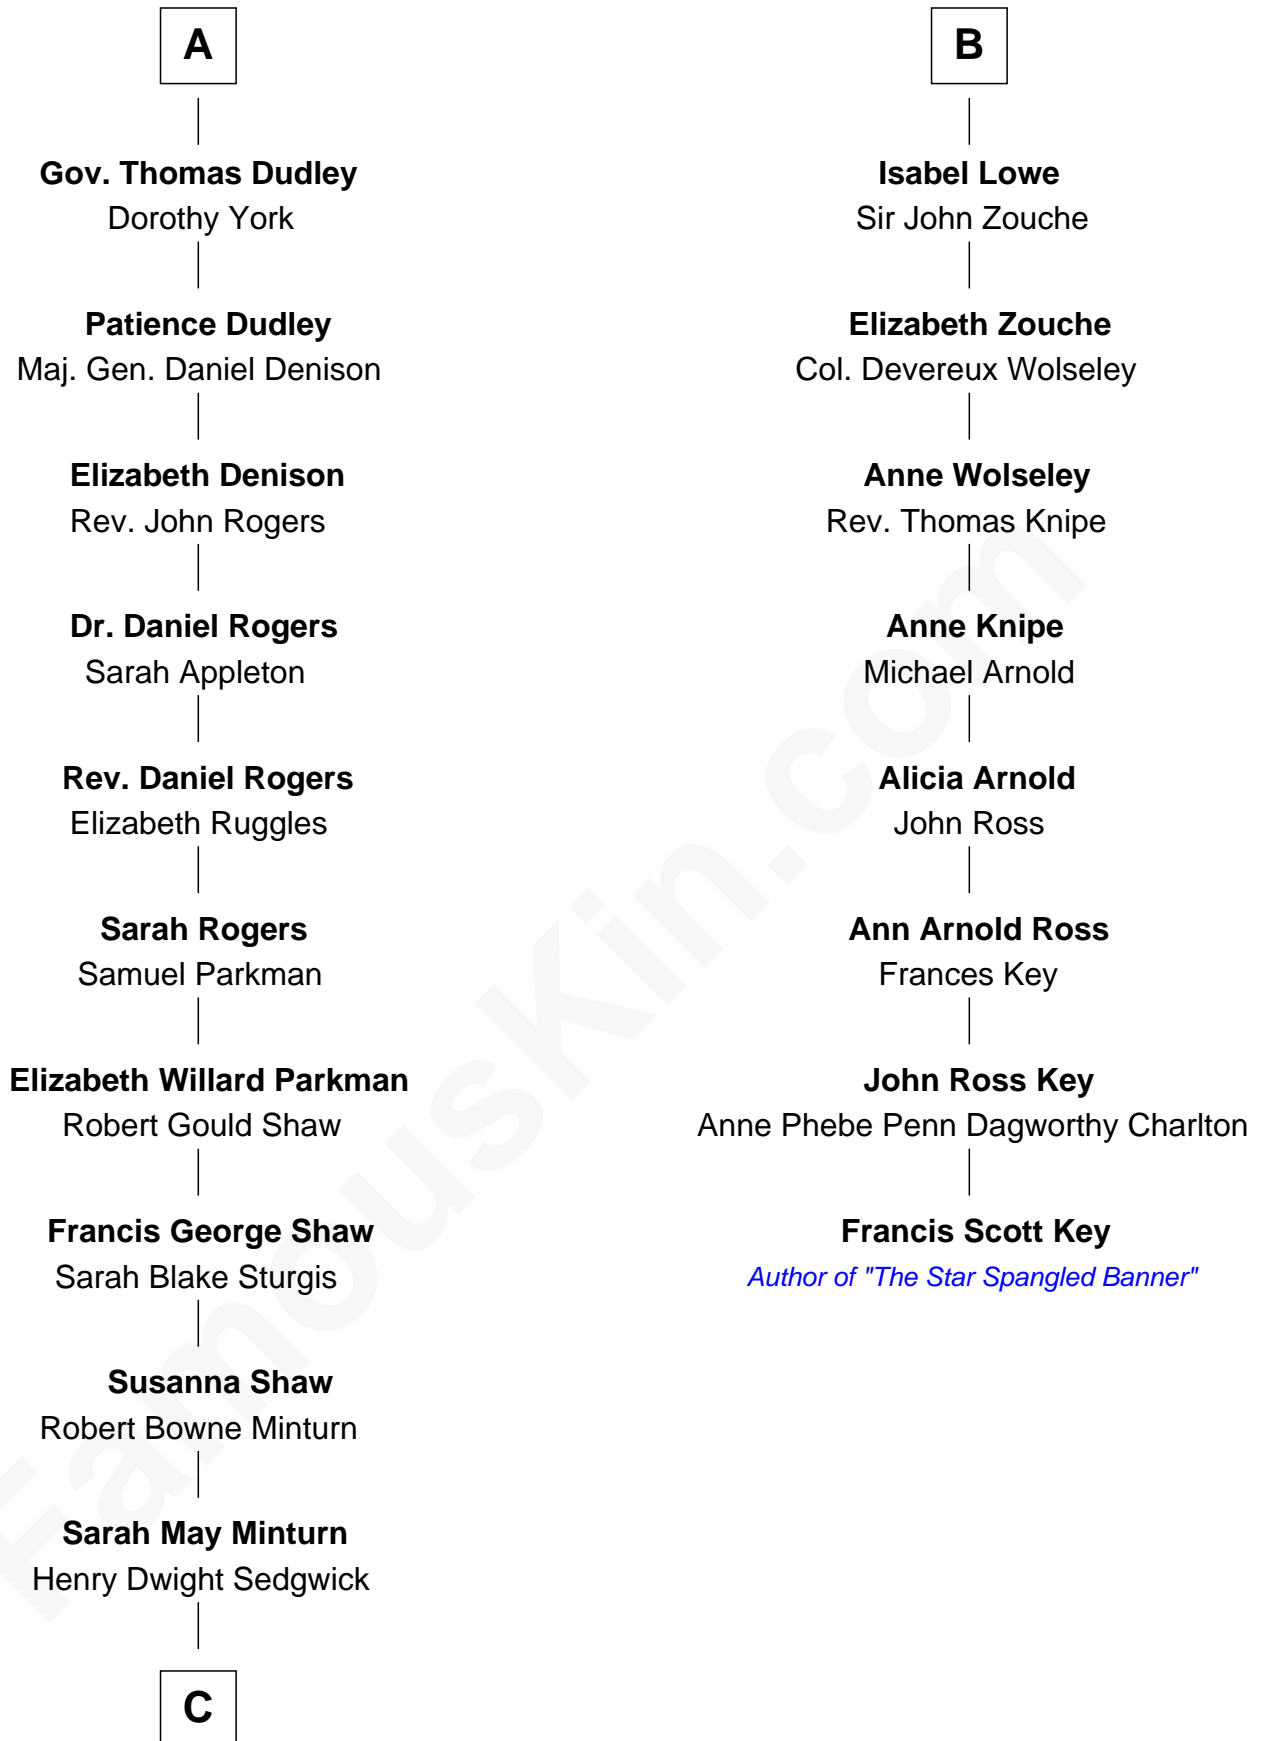 A
Gov. Thomas Dudley
Dorothy York
Patience Dudley
Maj. Gen. Daniel Denison
Elizabeth Denison
Rev. John Rogers
Dr. Daniel Rogers
Sarah Appleton
Rev. Daniel Rogers
Elizabeth Ruggles
Sarah Rogers
Samuel Parkman
Elizabeth Willard Parkman
Robert Gould Shaw
Francis George Shaw
Sarah Blake Sturgis
Susanna Shaw
Robert Bowne Minturn
Sarah May Minturn
Henry Dwight Sedgwick
C
B
Isabel Lowe
Sir John Zouche
Elizabeth Zouche
Col. Devereux Wolseley
Anne Wolseley
Rev. Thomas Knipe
Anne Knipe
Michael Arnold
Alicia Arnold
John Ross
Ann Arnold Ross
Frances Key
John Ross Key
Anne Phebe Penn Dagworthy Charlton
Francis Scott Key
Author of "The Star Spangled Banner"
FamousKin.com